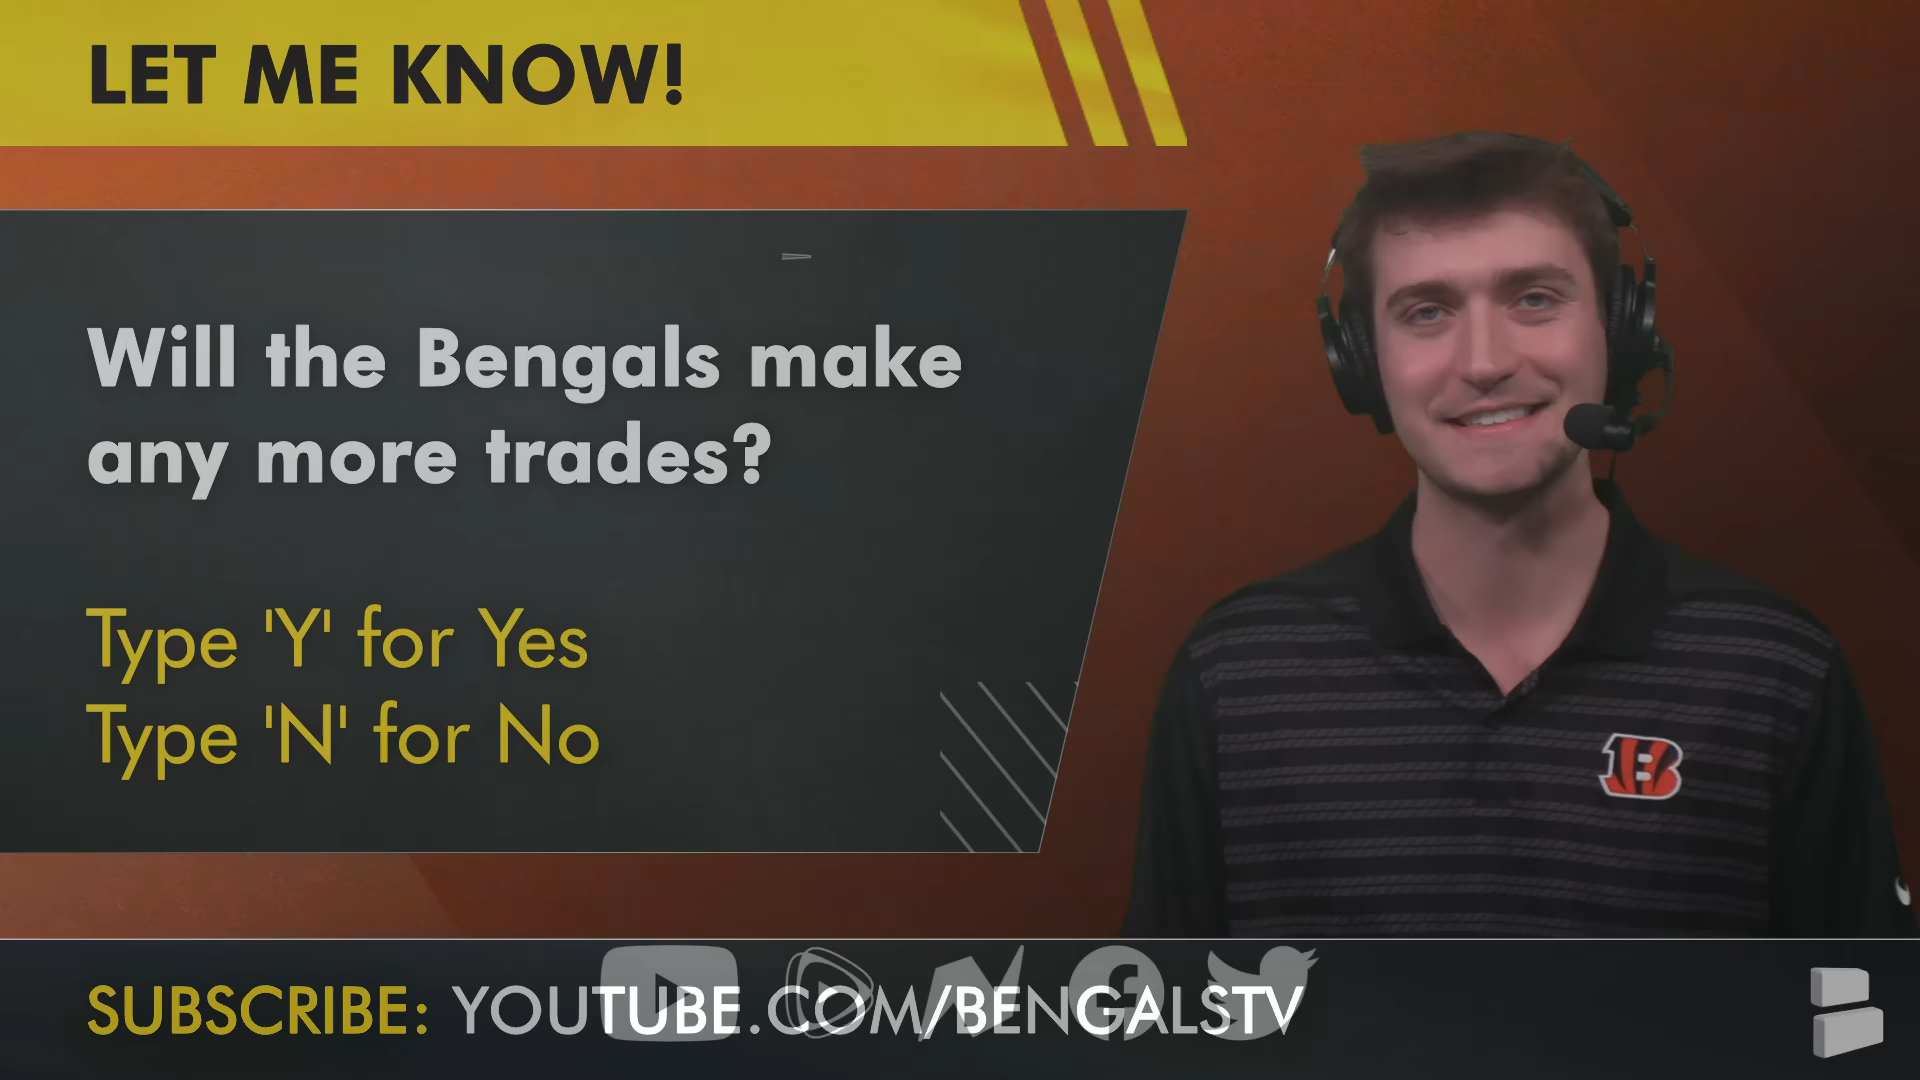 LET ME KNOW!
Will the Bengals make
any more trades?
Type 'Y' for Yes
Type 'N' for No
SUBSCRIBE: YOUTUBE.COM/BENGALSTV
B